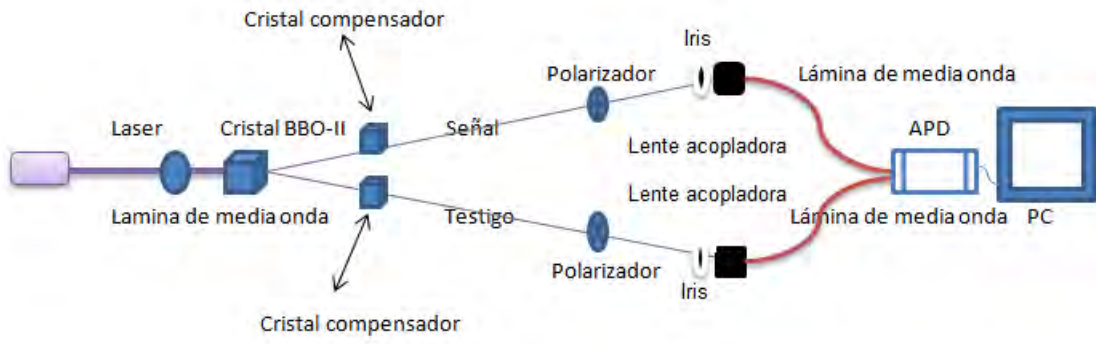 Cristal compensador
Iris
Polarizador
Lámina de media onda
Laser
Cristal BBO-II
Señal
APD
Lente acopladora
Lente acopladora
Lamina de media onda
Testigo
Lámina de media onda
PC
Polarizador
Iris
Cristal compensador